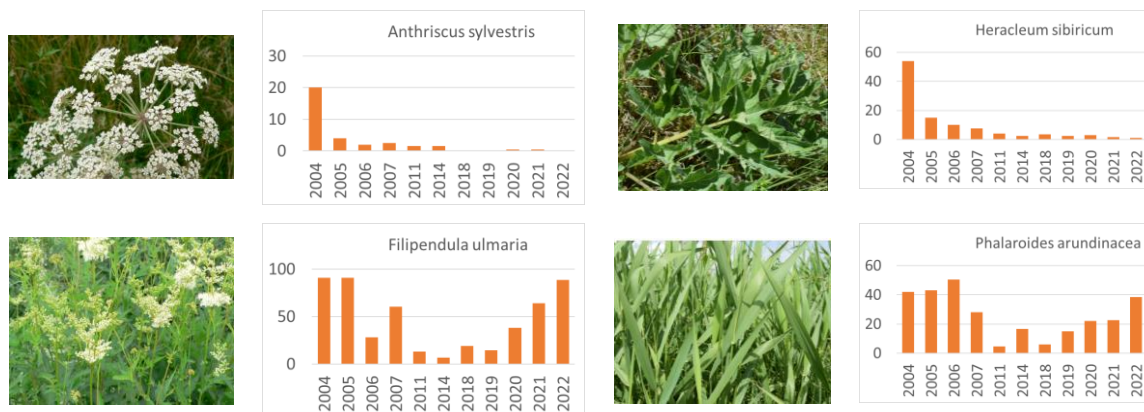 Anthriscus sylvestris
30
20
10
0
2004 2005 2006 2007 2011 2014 2018 2019 2020 2021 2022
Heracleum sibiricum
60
40
20
0
2004 2005 2006 2007 2011 2014 2018 2019 2020 2021 2022
Filipendula ulmaria
100
50
0
2004 2005 2006 2007 2011 2014 2018 2019 2020 2021 2022
Phalaroides arundinacea
60
40
20
0
2004 2005 2006 2007 2011 2014 2018 2019 2020 2021 2022